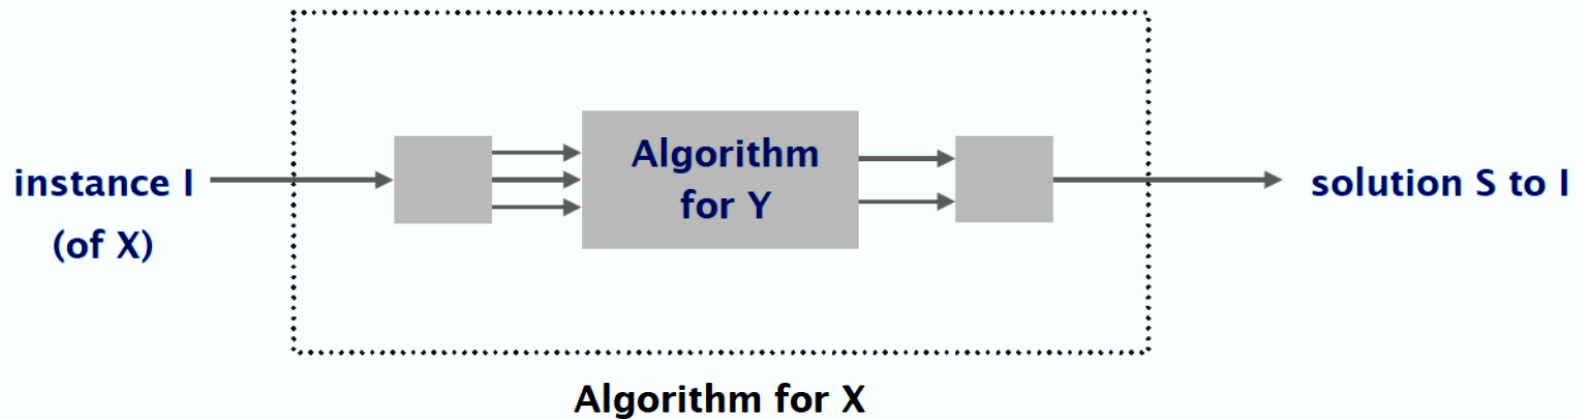 instance I
(of X)
Algorithm
for Y
solution S to I
Algorithm for X